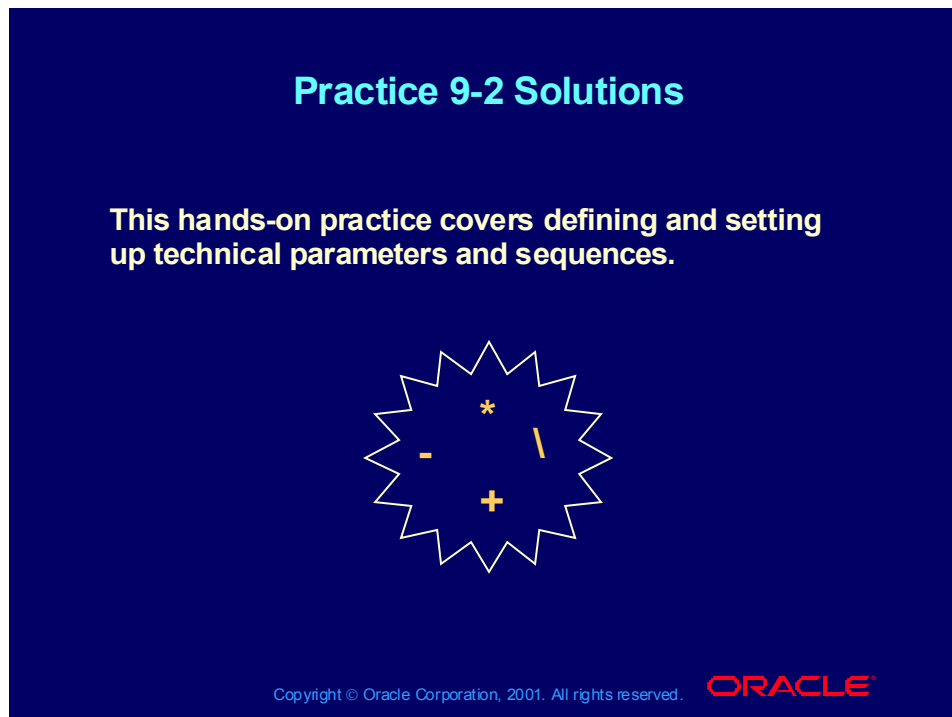 Practice 9-2 Solutions
This hands-on practice covers defining and setting
up technical parameters and sequences.
*
- \
+
Copyright © Oracle Corporation, 2001. All rights reserved.
ORACLE®